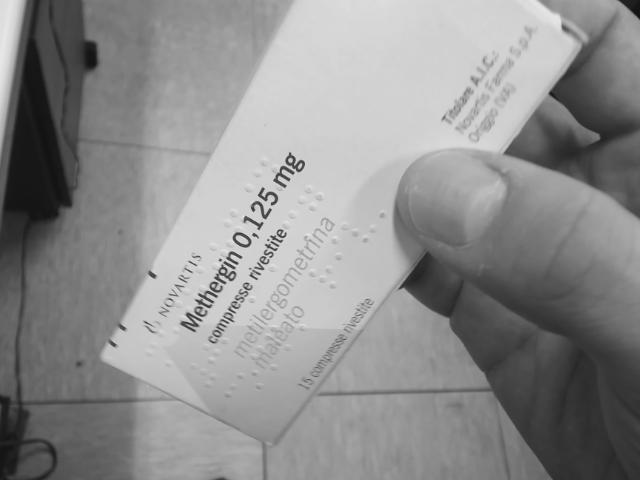 NOVARTIS
Methergin 0,125 mg
compresse rivestite
metilergometrina
maleato
15 compresse rivestite
Titolare A.I.C.:
Novartis Farma S.p.A.
Origgio (VA)